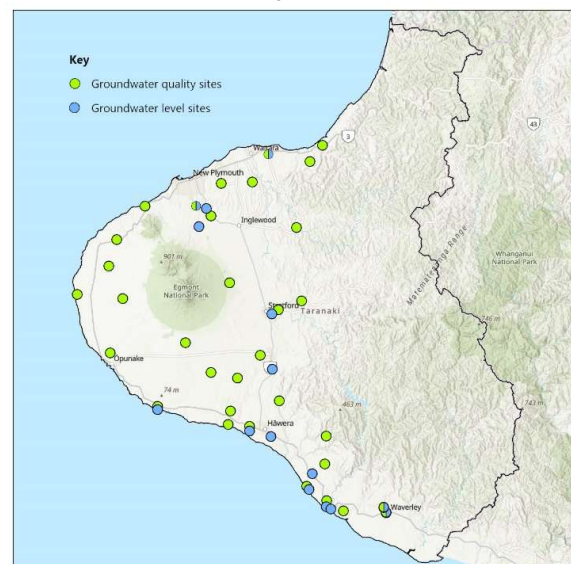 Key
Groundwater quality sites
Groundwater level sites
3
43
Waitara
New Plymouth
Inglewood
901 m
Egmont
National Park
Matemateaonga Range
Whanganui
National Park
Stratford
Taranaki
746 m
Opunake
74 m
463 m
743 m
Hāwera
Waverley